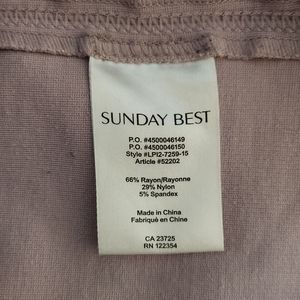 SUNDAY BEST
P.O. #4500046149
P.O. #4500046150
Style #LPI2-7259-15
Article #52202
66% Rayon/Rayonne
29% Nylon
5% Spandex
Made in China
Fabriqué en Chine
CA 23725
RN 122354